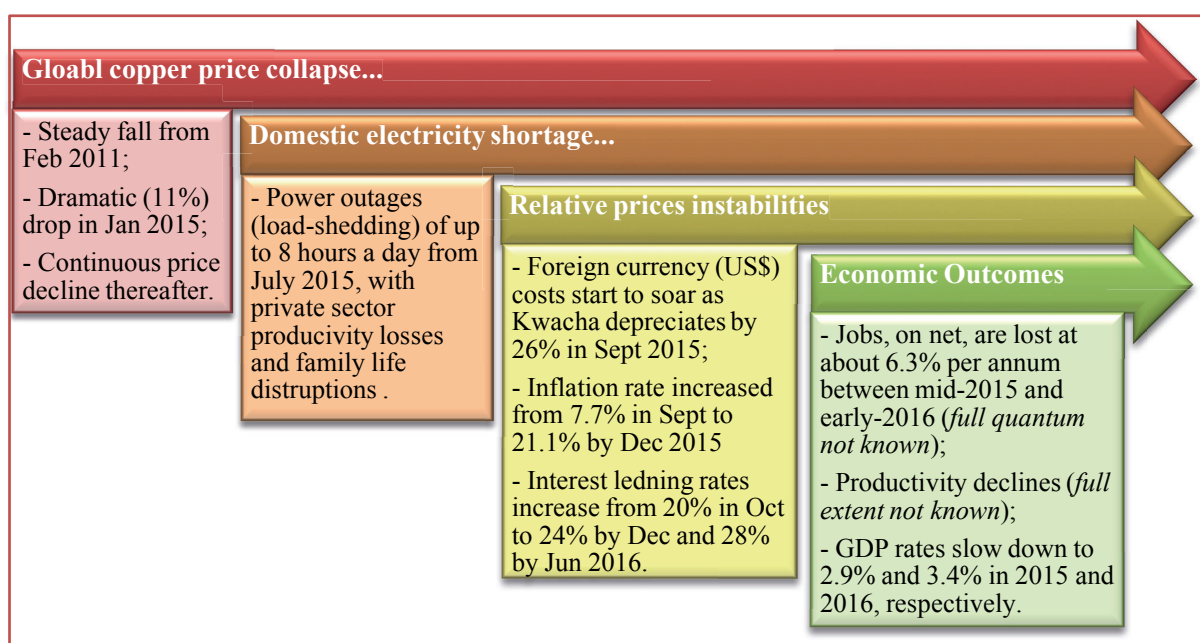 Gloabl copper price collapse...
- Steady fall from
Feb 2011;
- Dramatic (11%)
drop in Jan 2015;
- Continuous price
decline thereafter.
Domestic electricity shortage...
- Power outages
(load-shedding) of up
to 8 hours a day from
July 2015, with
private sector
producivity losses
and family life
distruptions .
Relative prices instabilities
- Foreign currency (US$)
costs start to soar as
Kwacha depreciates by
26% in Sept 2015;
- Inflation rate increased
from 7.7% in Sept to
21.1% by Dec 2015
- Interest ledning rates
increase from 20% in Oct
to 24% by Dec and 28%
by Jun 2016.
Economic Outcomes
- Jobs, on net, are lost at
about 6.3% per annum
between mid-2015 and
early-2016 (full quantum
not known);
- Productivity declines (full
extent not known);
- GDP rates slow down to
2.9% and 3.4% in 2015 and
2016, respectively.